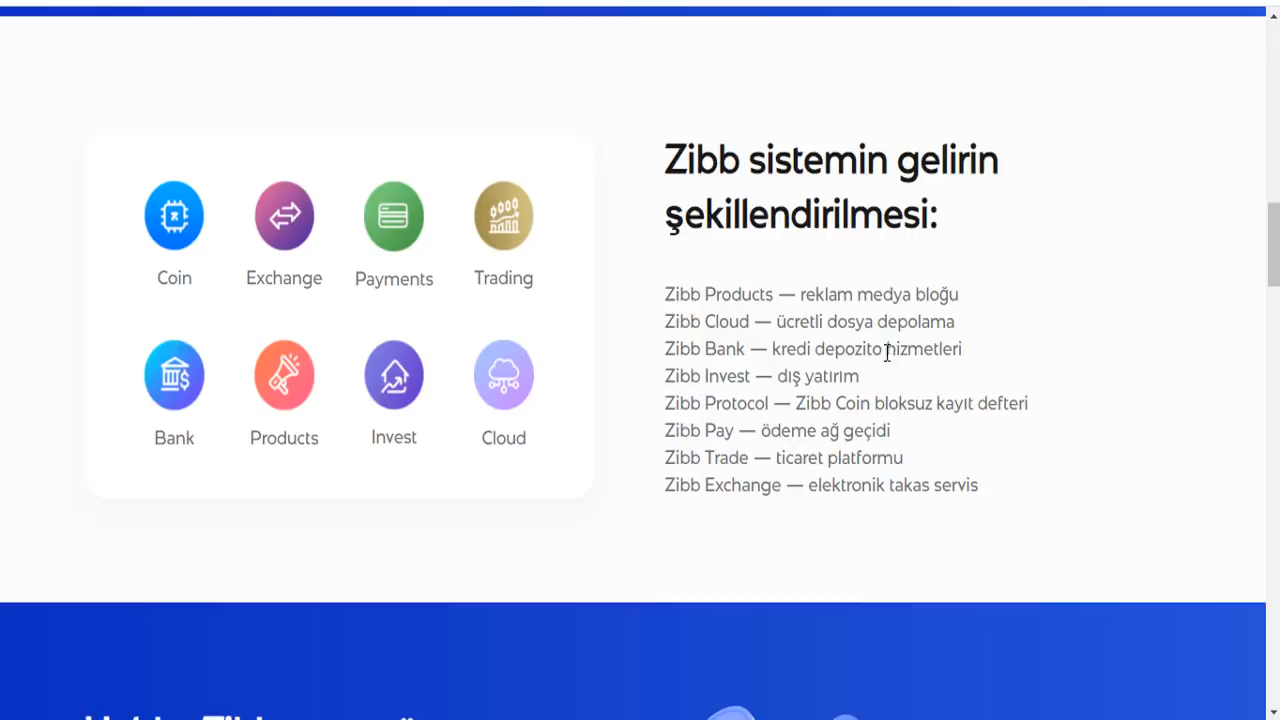 Coin
Exchange
Payments
Trading
Bank
Products
Invest
Cloud
Zibb sistemin gelirin
şekillendirilmesi:
Zibb Products — reklam medya bloğu
Zibb Cloud — ücretli dosya depolama
Zibb Bank — kredi depozito hizmetleri
Zibb Invest — dış yatırım
Zibb Protocol — Zibb Coin bloksuz kayıt defteri
Zibb Pay — ödeme ağ geçidi
Zibb Trade — ticaret platformu
Zibb Exchange — elektronik takas servis